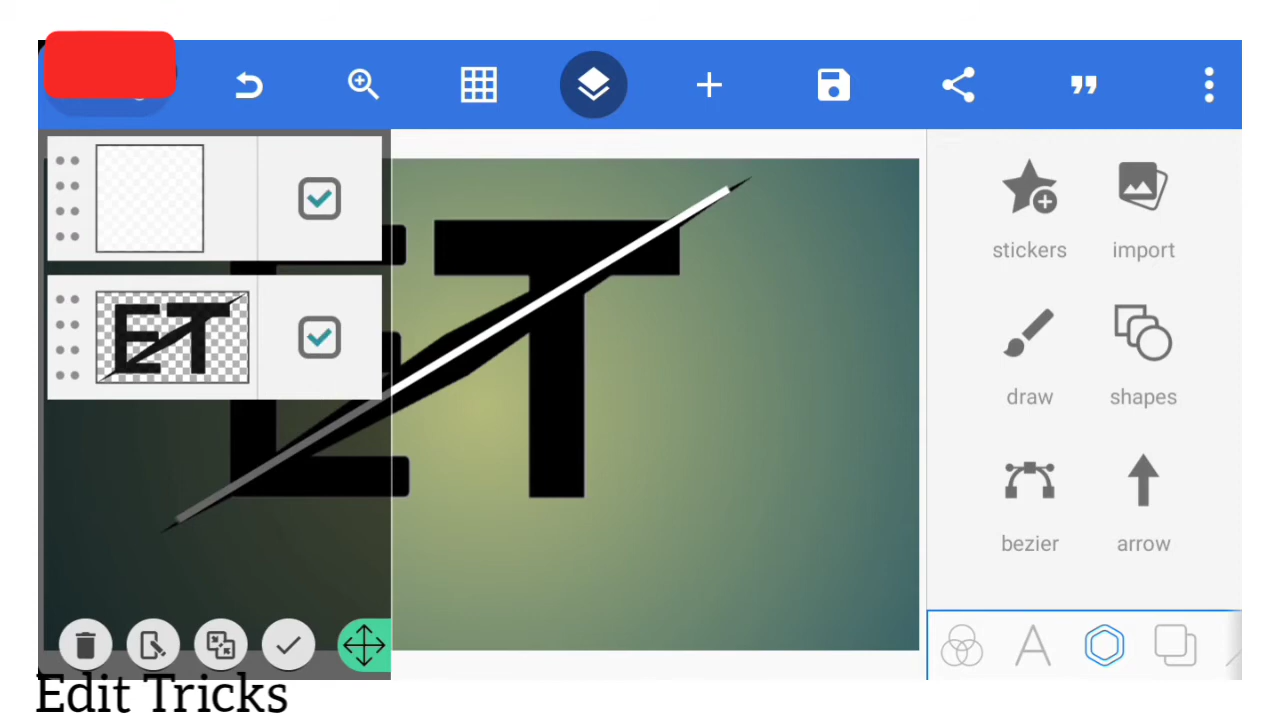 ET
ET
stickers import
draw shapes
bezier arrow
A
Edit Tricks